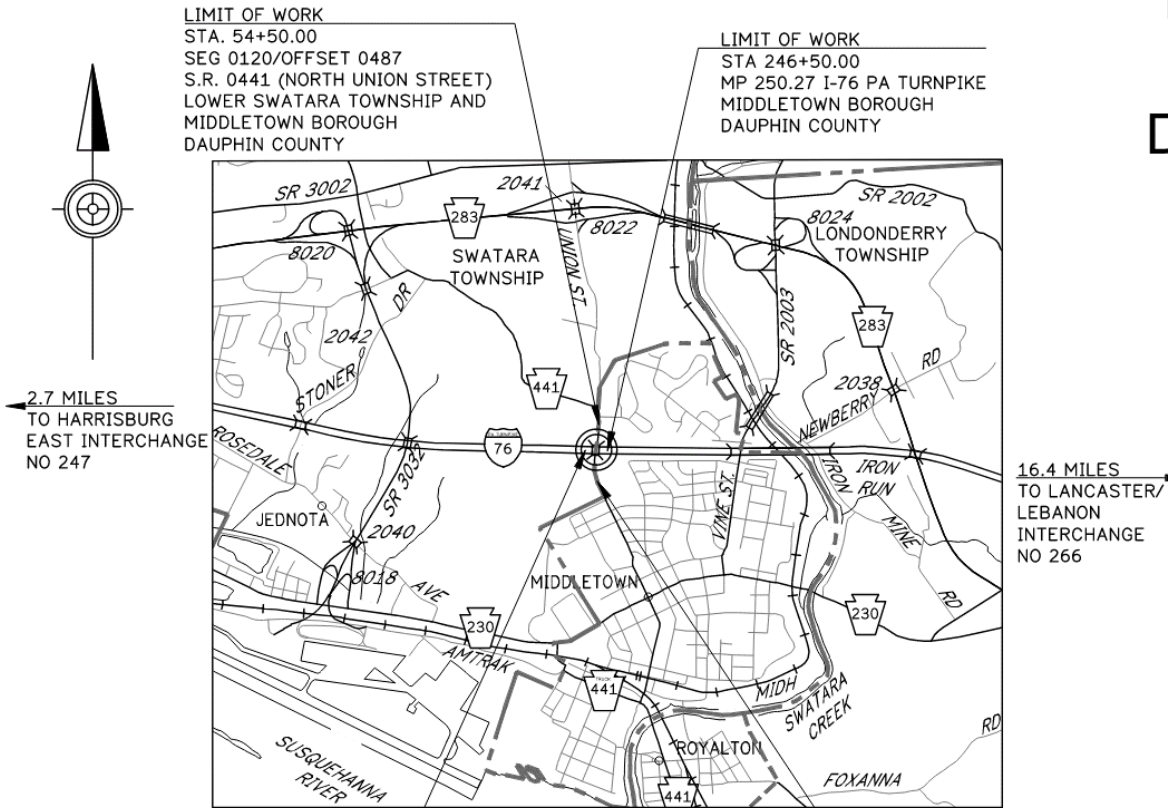 LIMIT OF WORK
STA. 54+50.00
SEG 0120/OFFSET 0487
S.R. 0441 (NORTH UNION STREET)
LOWER SWATARA TOWNSHIP AND
MIDDLETOWN BOROUGH
DAUPHIN COUNTY
LIMIT OF WORK
STA 246+50.00
MP 250.27 I-76 PA TURNPIKE
MIDDLETOWN BOROUGH
DAUPHIN COUNTY
SR 3002
283
2041
8022
8020
SWATARA
TOWNSHIP
UNION ST
SR 2002
8024
LONDONDERRY
TOWNSHIP
SR 2003
283
DR
2042
STONER
441
RD
2038
NEWBERRY
2.7 MILES
TO HARRISBURG
EAST INTERCHANGE
NO 247
ROSEDALE
SR 3032
76
VINE ST.
IRON
RUN
IRON
MINE
RD
16.4 MILES
TO LANCASTER/
LEBANON
INTERCHANGE
NO 266
JEDNOTA
2040
8018
AVE
MIDDLETOWN
230
230
AMTRAK
TRUCK
441
MIDH
SWATARA
CREEK
SUSQUEHANNA
RIVER
ROYALTON
441
FOXANNA
RD